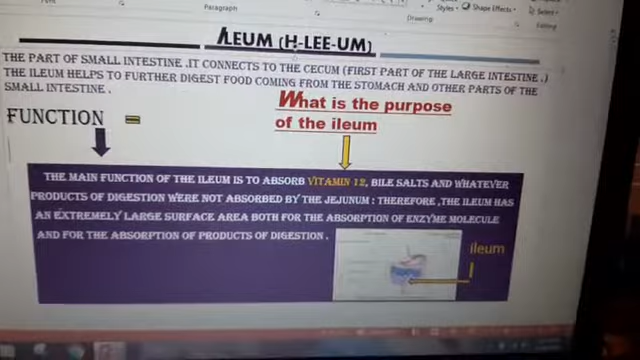 Paragraph
Styles
Shape Effects
Select
Drawing
Editing
ILEUM (H-LEE-UM)
THE PART OF SMALL INTESTINE .IT CONNECTS TO THE CECUM (FIRST PART OF THE LARGE INTESTINE.)
THE ILEUM HELPS TO FURTHER DIGEST FOOD COMING FROM THE STOMACH AND OTHER PARTS OF THE
SMALL INTESTINE .
What is the purpose
of the ileum
FUNCTION =
THE MAIN FUNCTION OF THE ILEUM IS TO ABSORB VITAMIN 12, BILE SALTS AND WHATEVER
PRODUCTS OF DIGESTION WERE NOT ABSORBED BY THE JEJUNUM : THEREFORE ,THE ILEUM HAS
AN EXTREMELY LARGE SURFACE AREA BOTH FOR THE ABSORPTION OF ENZYME MOLECULE
AND FOR THE ABSORPTION OF PRODUCTS OF DIGESTION .
ileum